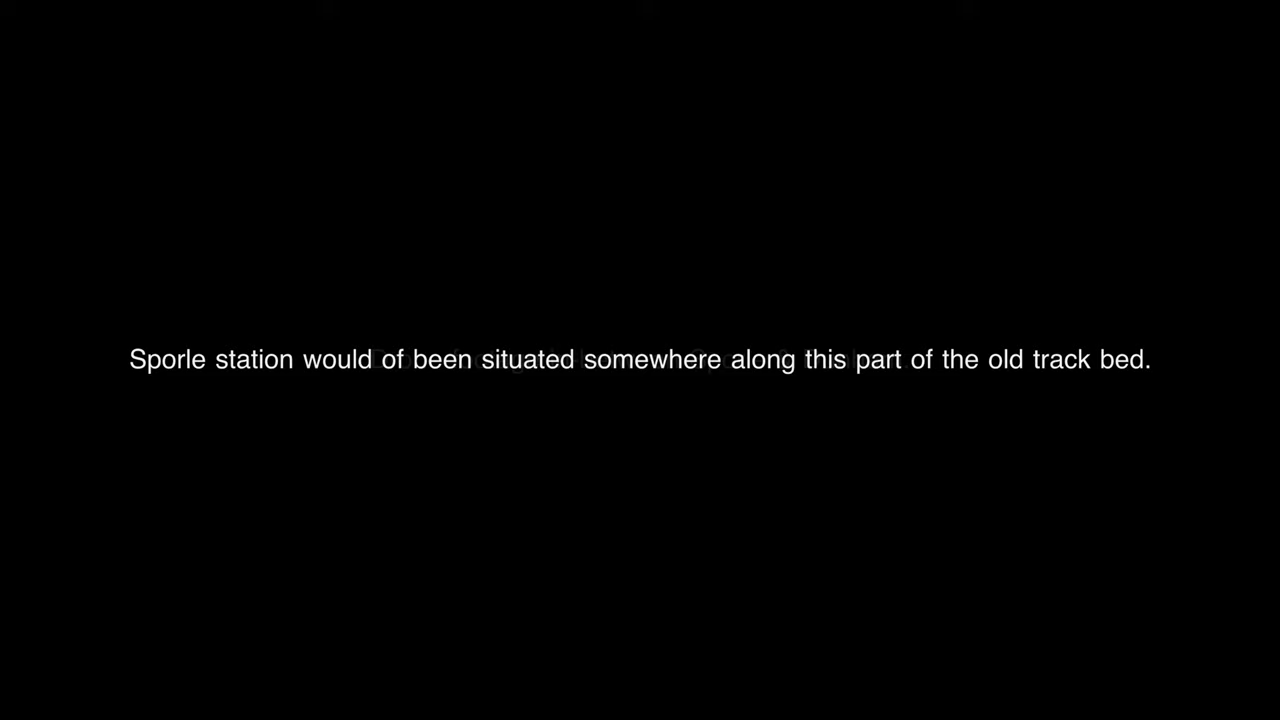 Sporle station would of been situated somewhere along this part of the old track bed.